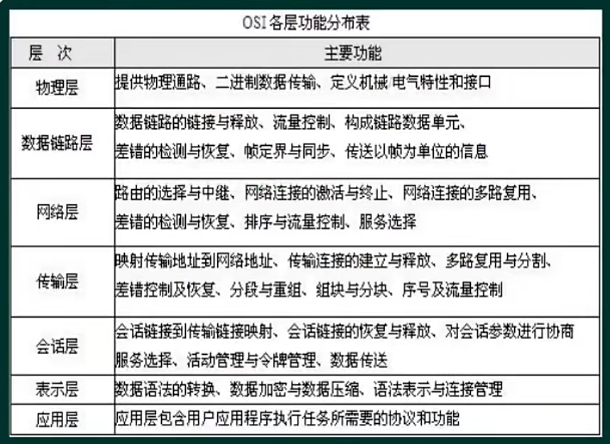 OSI 各层功能分布表
层 次 主要功能
物理层 提供物理通路、二进制数据传输、定义机械/电气特性和接口
数据链路层 数据链路的链接与释放、流量控制、构成链路数据单元、
差错的检测与恢复、帧定界与同步、传送以帧为单位的信息
网络层 路由的选择与中继、网络连接的激活与终止、网络连接的多路复用、
差错的检测与恢复、排序与流量控制、服务选择
传输层 映射传输地址到网络地址、传输连接的建立与释放、多路复用与分割、
差错控制及恢复、分段与重组、组块与分块、序号及流量控制
会话层 会话链接到传输链接映射、会话链接的恢复与释放、对会话参数进行协商
服务选择、活动管理与令牌管理、数据传送
表示层 数据语法的转换、数据加密与数据压缩、语法表示与连接管理
应用层 应用层包含用户应用程序执行任务所需要的协议和功能